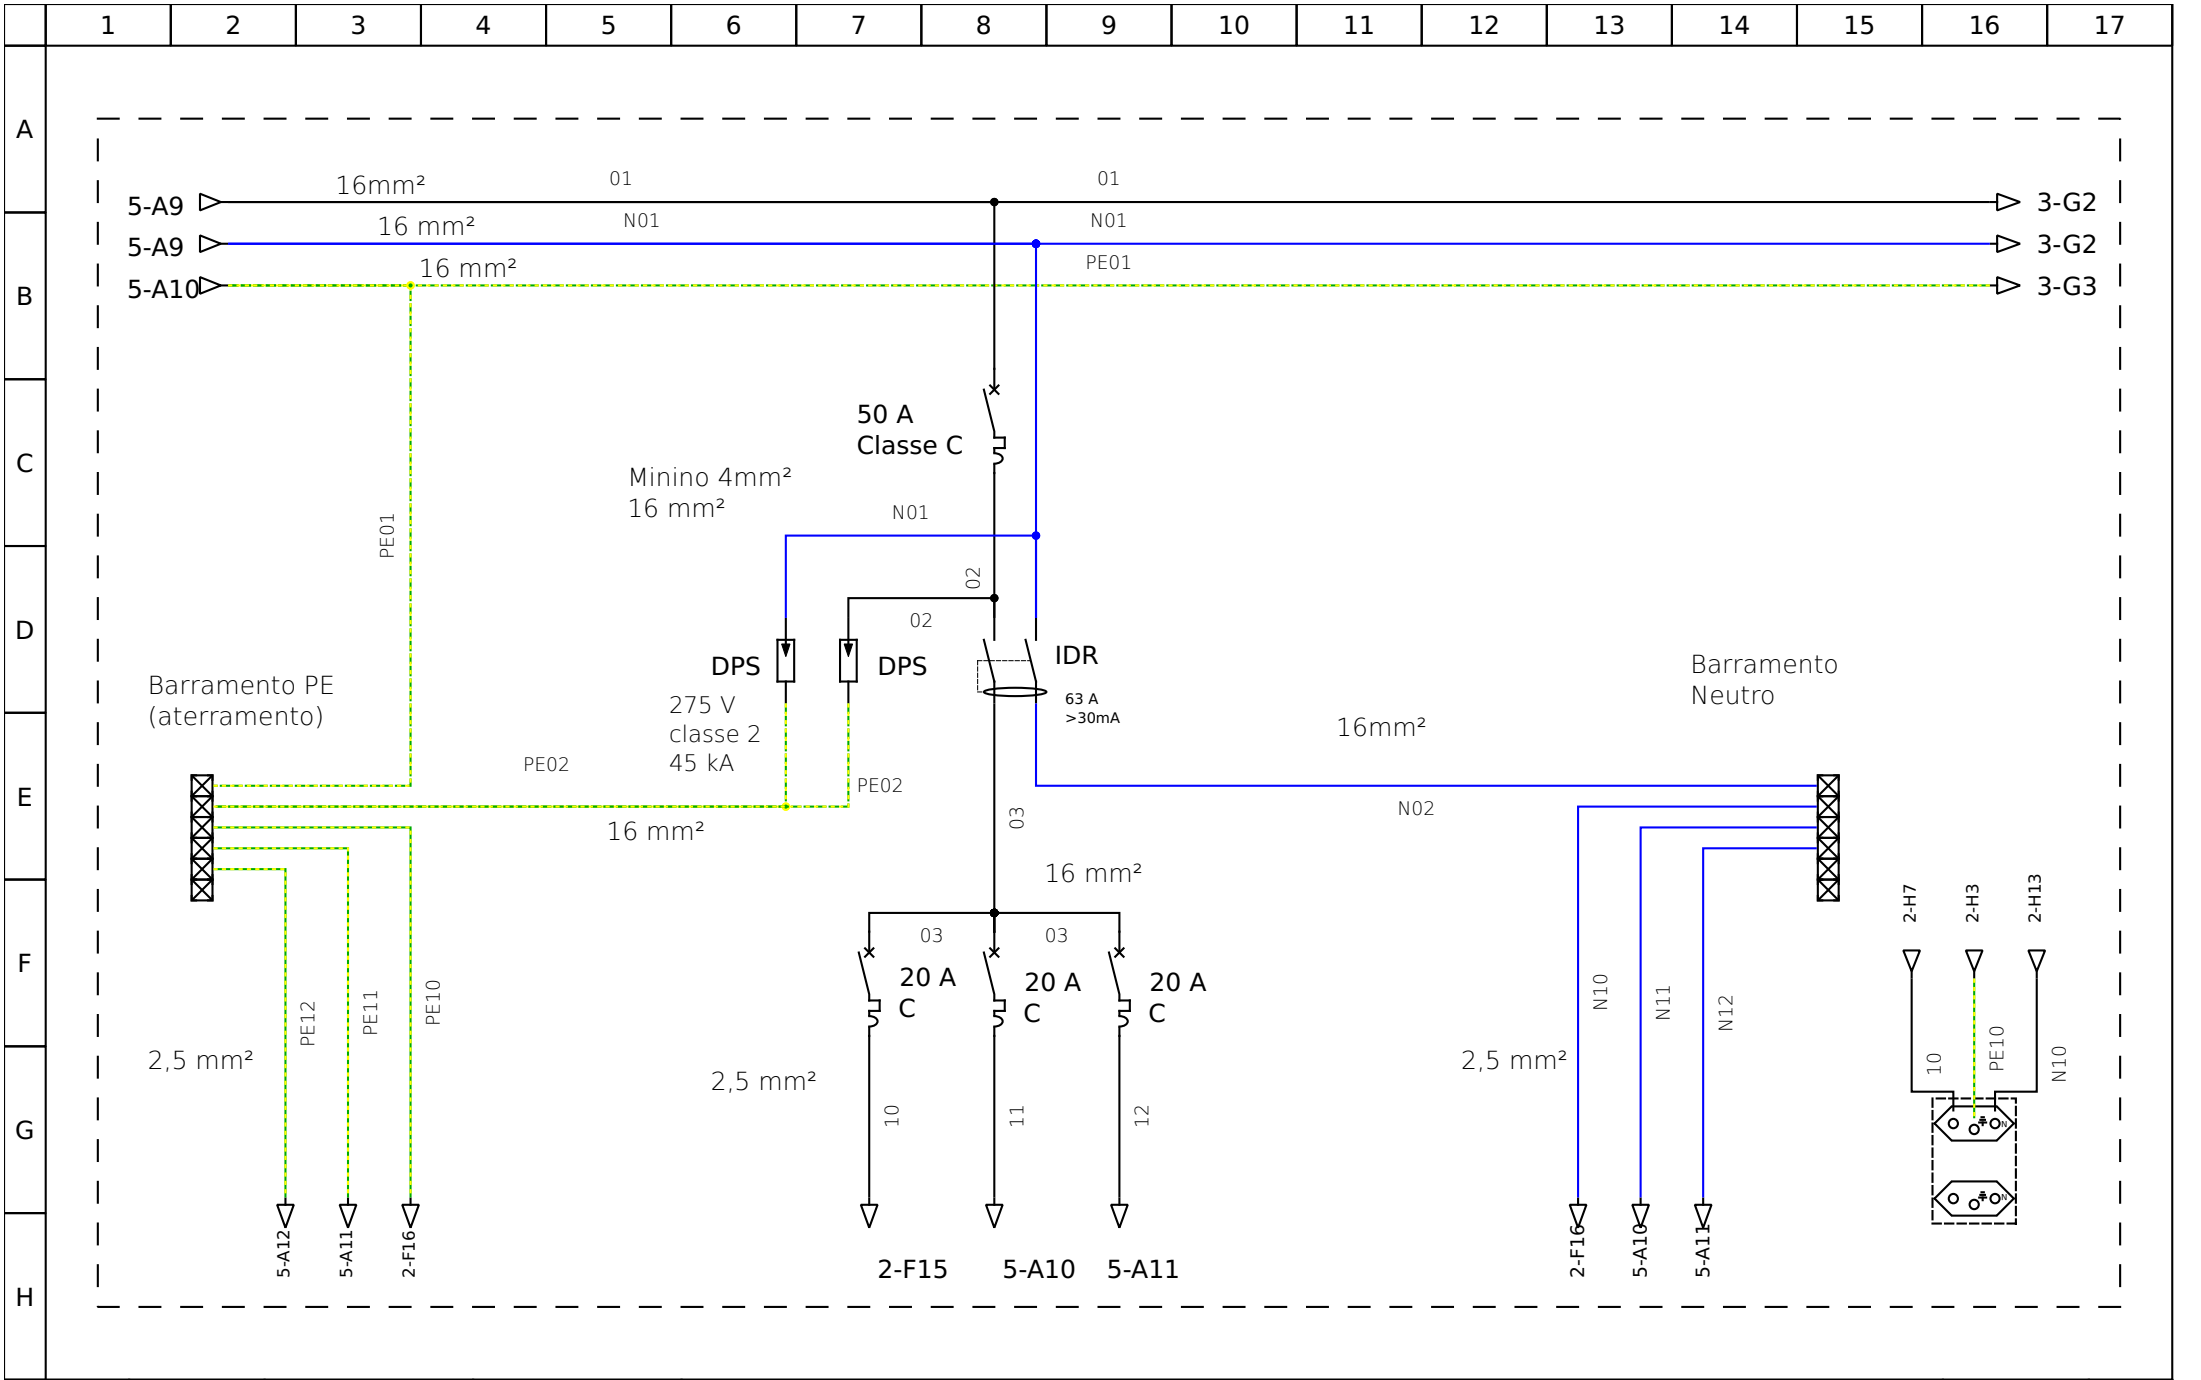 1 2 3 4 5 6 7 8 9 10 11 12 13 14 15 16 17
A
B
C
D
E
F
G
H
5-A9
16mm²
01
01
3-G2
5-A9
16 mm²
N01
N01
3-G2
5-A10
16 mm²
PE01
3-G3
50 A
Classe C
Minino 4mm²
16 mm²
N01
PE01
02
02
DPS
DPS
IDR
63 A
>30mA
275 V
classe 2
45 kA
Barramento PE
(aterramento)
Barramento
Neutro
16mm²
PE02
PE02
16 mm²
N02
03
16 mm²
03
03
20 A
C
20 A
C
20 A
C
PE12
PE11
PE10
2,5 mm²
2,5 mm²
10
11
12
2,5 mm²
N10
N11
N12
2-H7
2-H3
2-H13
10
PE10
N10
N
N
5-A12
5-A11
2-F16
2-F15
5-A10
5-A11
2-F16
5-A10
5-A11